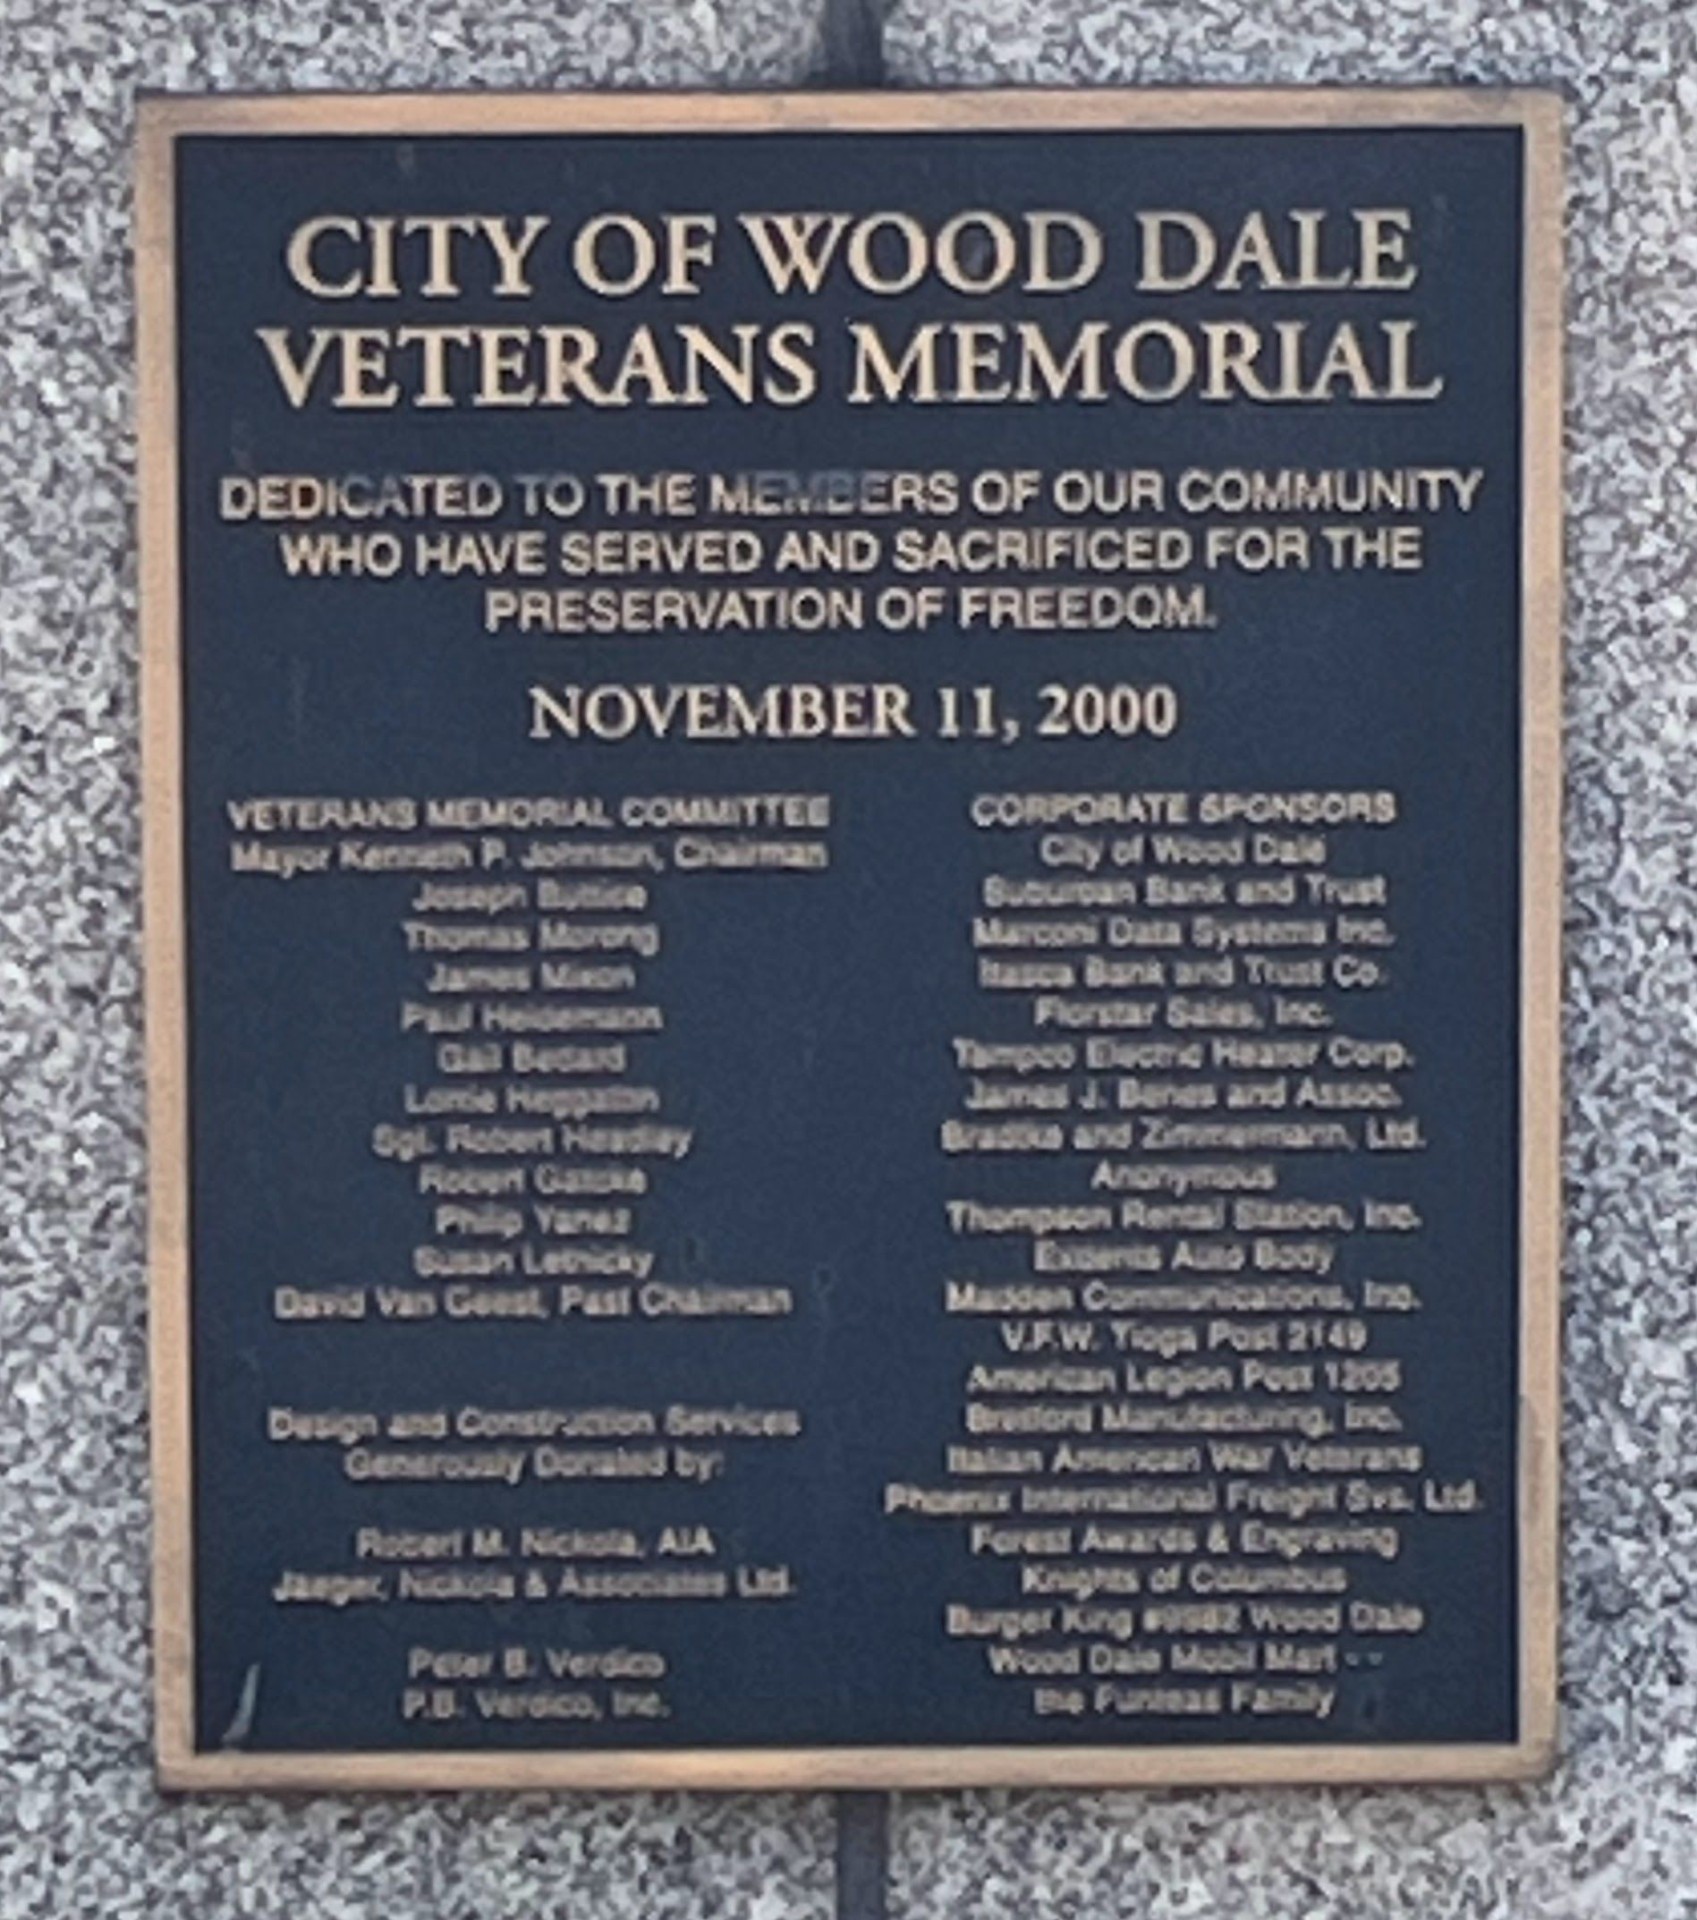 CITY OF WOOD DALE
VETERANS MEMORIAL
DEDICATED TO THE MEMBERS OF OUR COMMUNITY
WHO HAVE SERVED AND SACRIFICED FOR THE
PRESERVATION OF FREEDOM.
NOVEMBER 11, 2000
VETERANS MEMORIAL COMMITTEE
Mayor Kenneth P. Johnson, Chairman
Joseph
Thomas Morong
James Mixon
Paul Heidemann
Gail Bedard
Sgt. Robert Headley
Robert
Philip Yanez
Susan Letnicky
David Van Geest, Past Chairman
Design and Construction Services
Generously Donated by:
Robert M. Nickola, AIA
Jaeger, Nickola & Associates Ltd.
Peter B. Verdico
P.B. Verdico, Inc.
CORPORATE SPONSORS
City of Wood Dale
Suburban Bank and Trust
Marconi Data Systems Inc.
Itasca Bank and Trust Co.
Florstar Sales, Inc.
Tempco Electric Heater Corp.
James J. Benes and Assoc.
Bradtke and Zimmermann, Ltd.
Anonymous
Thompson Rental Station, Inc.
Auto Body
Madden Communications, Inc.
V.F.W. Tioga Post 2149
American Legion Post 1205
Bretford Manufacturing, Inc.
Italian American War Veterans
Phoenix International Freight Svs. Ltd.
Forest Awards & Engraving
Knights of Columbus
Burger King Wood Dale
Wood Dale Mobil Mart - -
the Family